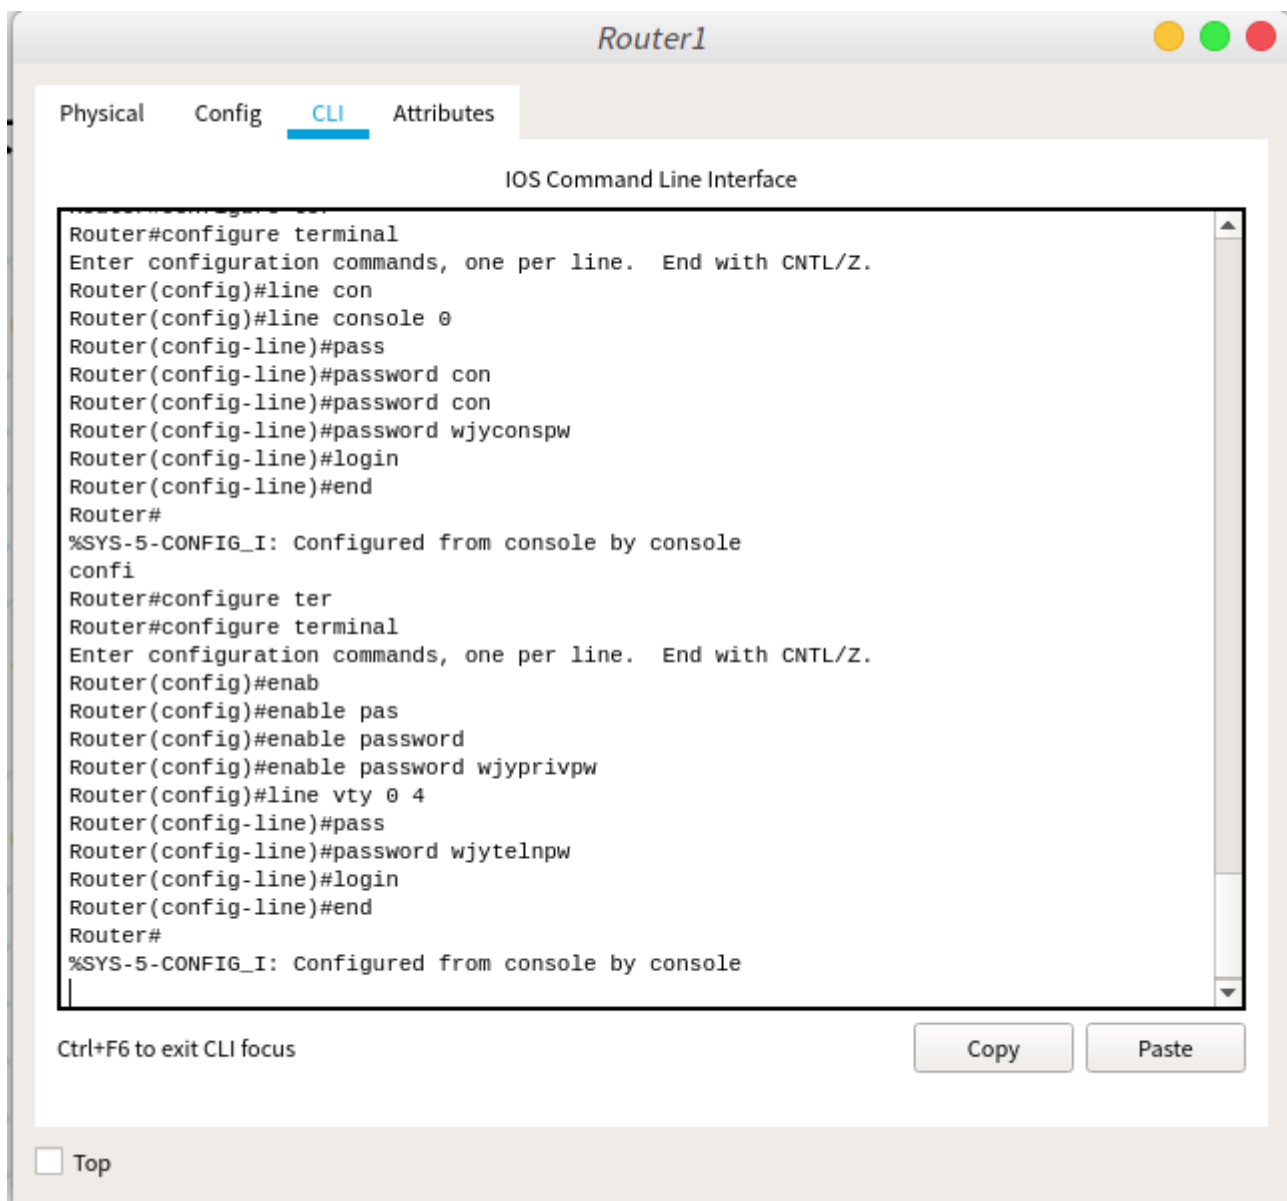 Router1
Physical Config CLI Attributes
IOS Command Line Interface
Router#configure terminal
Enter configuration commands, one per line.  End with CNTL/Z.
Router(config)#line con
Router(config)#line console 0
Router(config-line)#pass
Router(config-line)#password con
Router(config-line)#password con
Router(config-line)#password wjyconspw
Router(config-line)#login
Router(config-line)#end
Router#
%SYS-5-CONFIG_I: Configured from console by console
confi
Router#configure ter
Router#configure terminal
Enter configuration commands, one per line.  End with CNTL/Z.
Router(config)#enab
Router(config)#enable pas
Router(config)#enable password
Router(config)#enable password wjyprivpw
Router(config)#line vty 0 4
Router(config-line)#pass
Router(config-line)#password wjytelnpw
Router(config-line)#login
Router(config-line)#end
Router#
%SYS-5-CONFIG_I: Configured from console by console
Ctrl+F6 to exit CLI focus
Copy Paste
Top